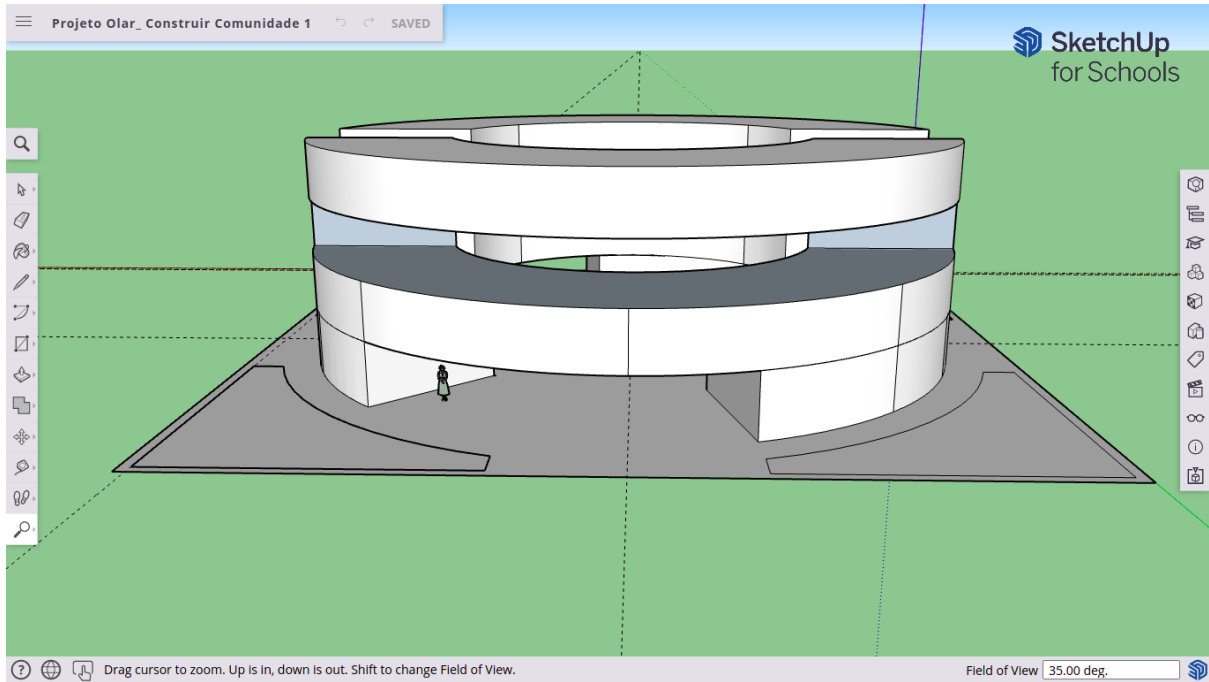 Projeto Olar_ Construir Comunidade 1 SAVED
SketchUp
for Schools
Drag cursor to zoom. Up is in, down is out. Shift to change Field of View.
Field of View 35.00 deg.